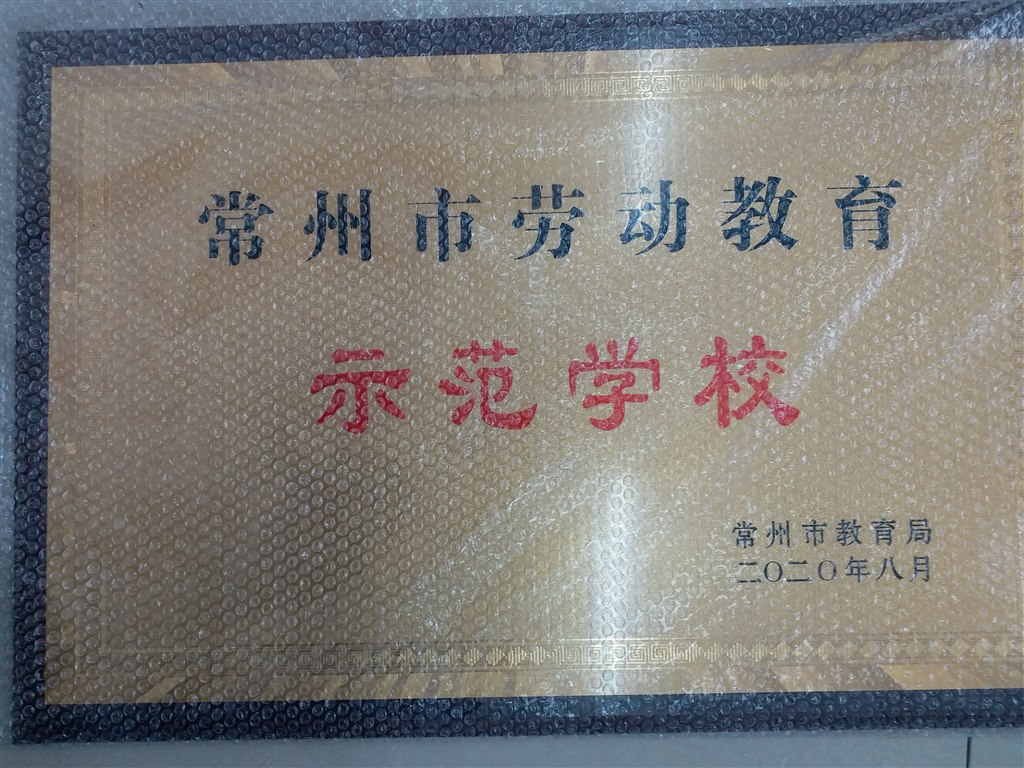 常州市劳动教育
示范学校
常州市教育局
二〇二〇年八月